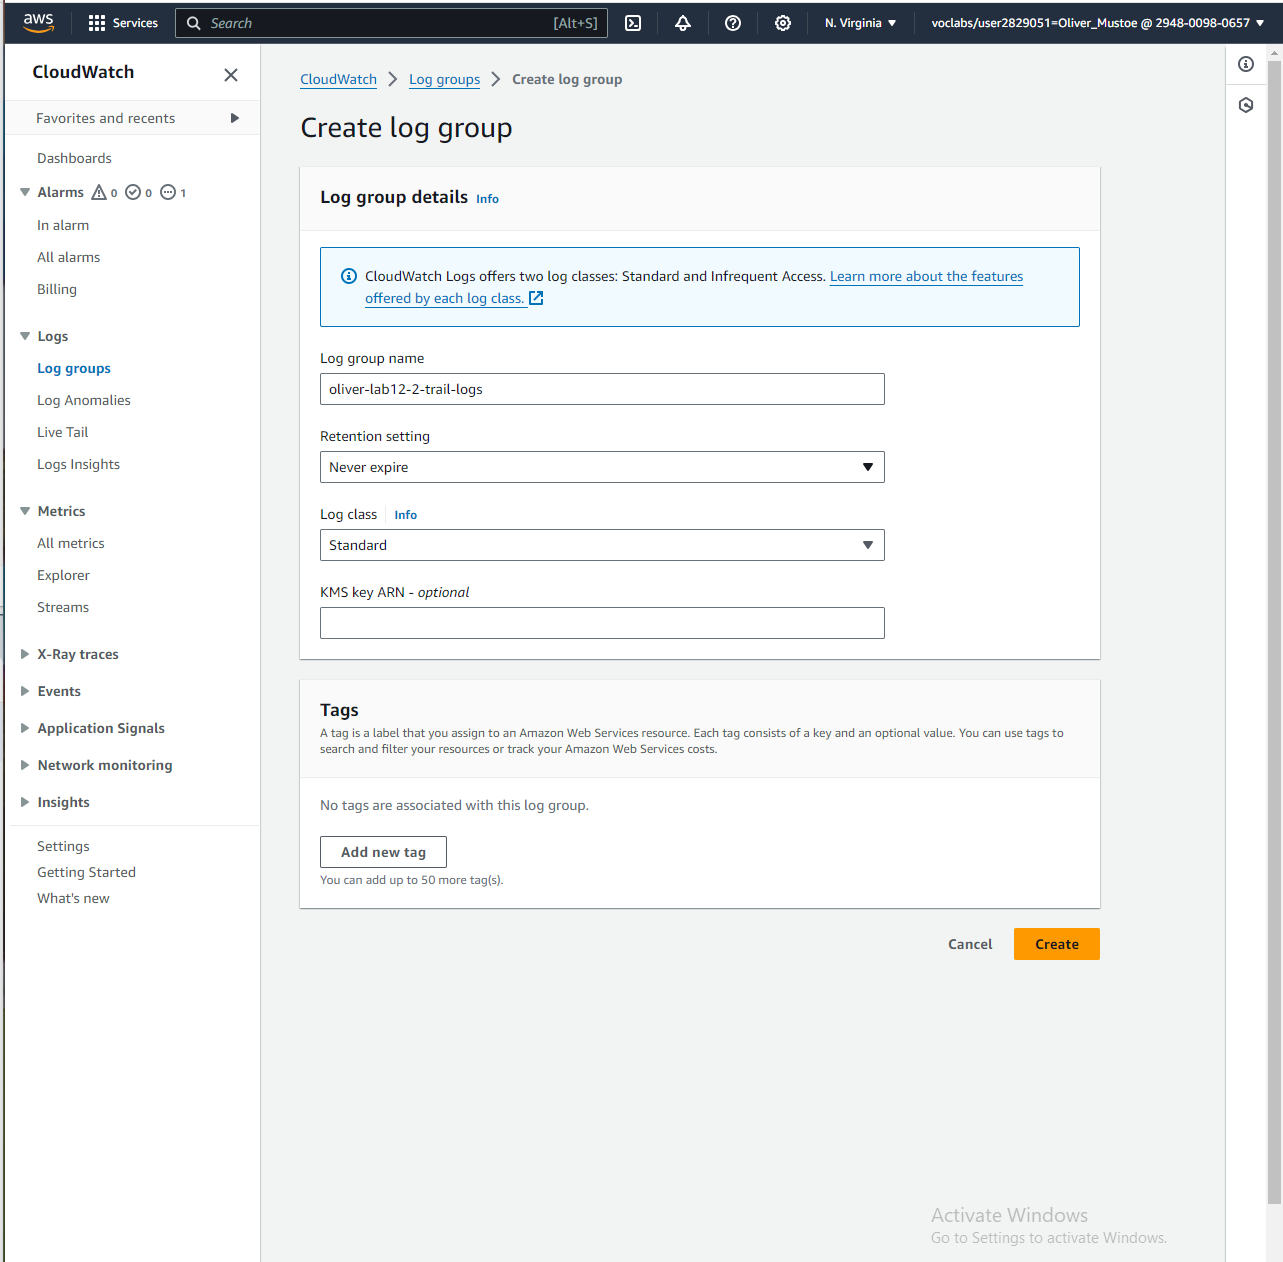 aws
Services
Search [Alt+S]
N. Virginia
voclabs/user2829051=Oliver_Mustoe @ 2948-0098-0657
CloudWatch
Favorites and recents
Dashboards
Alarms 0 0 1
In alarm
All alarms
Billing
Logs
Log groups
Log Anomalies
Live Tail
Logs Insights
Metrics
All metrics
Explorer
Streams
X-Ray traces
Events
Application Signals
Network monitoring
Insights
Settings
Getting Started
What's new
CloudWatch > Log groups > Create log group
Create log group
Log group details Info
CloudWatch Logs offers two log classes: Standard and Infrequent Access. Learn more about the features
offered by each log class.
Log group name
oliver-lab12-2-trail-logs
Retention setting
Never expire
Log class Info
Standard
KMS key ARN - optional
Tags
A tag is a label that you assign to an Amazon Web Services resource. Each tag consists of a key and an optional value. You can use tags to
search and filter your resources or track your Amazon Web Services costs.
No tags are associated with this log group.
Add new tag
You can add up to 50 more tag(s).
Cancel
Create
Activate Windows
Go to Settings to activate Windows.